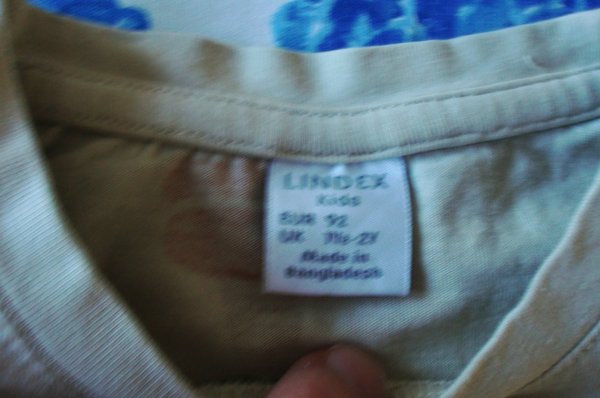 LINDEX
Kids
EUR 92
UK 1½-2Y
Made in
Bangladesh